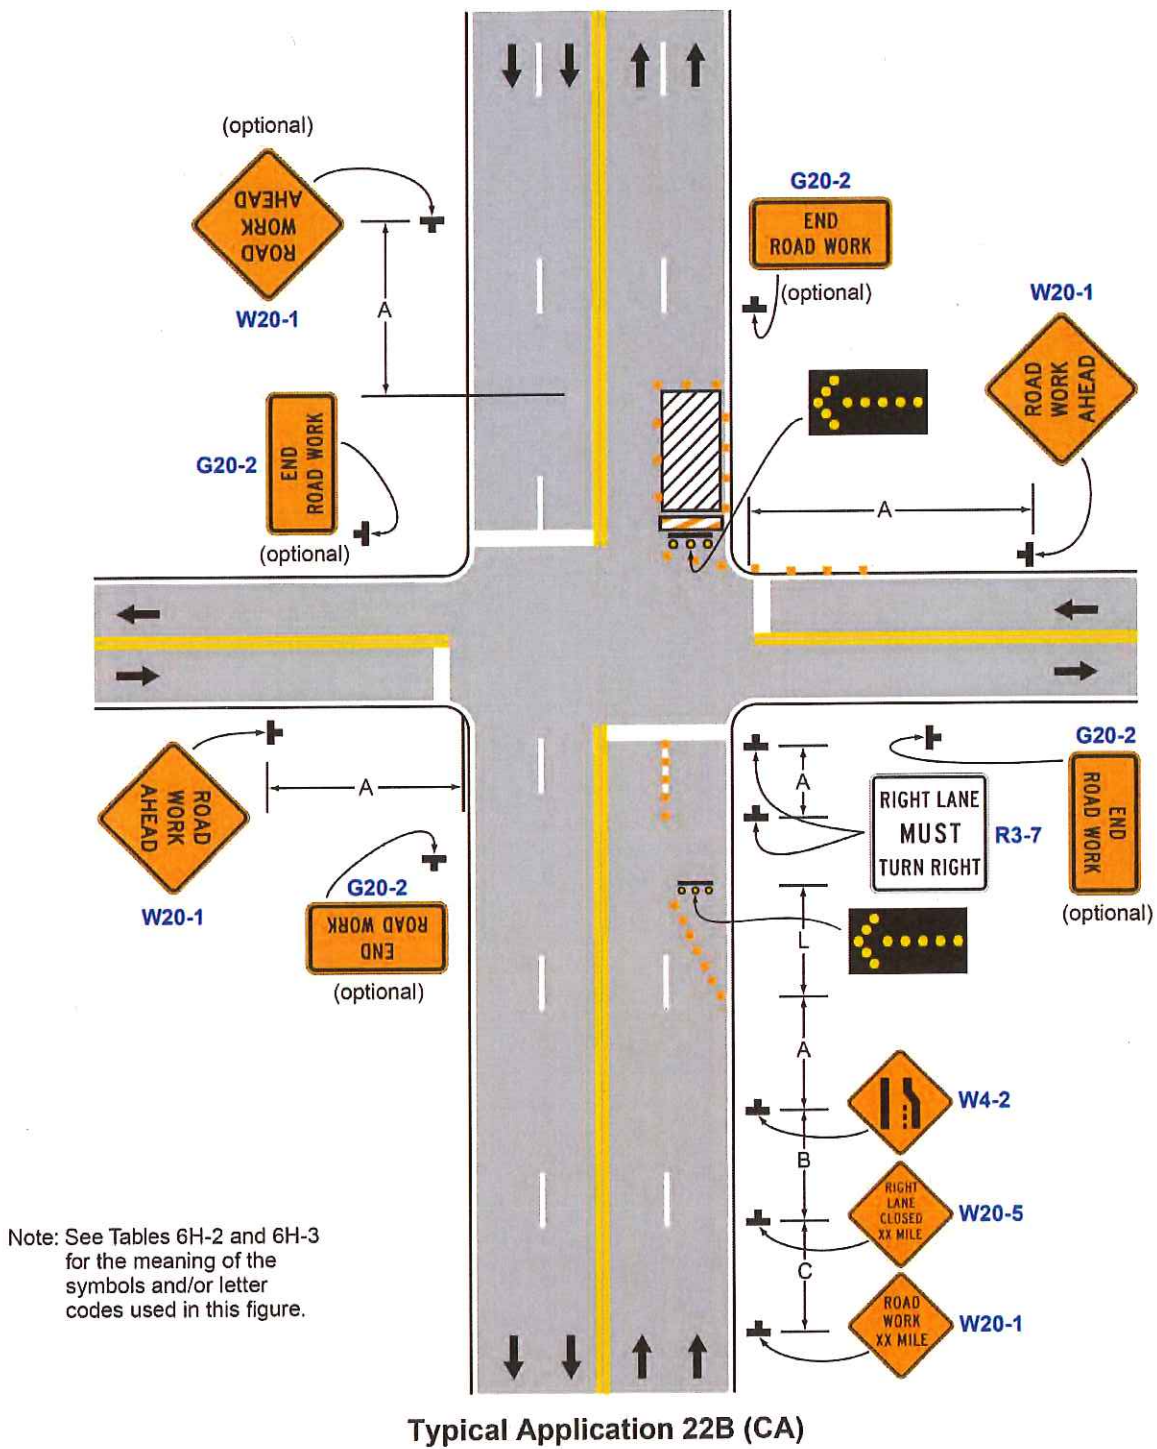 (optional)
ROAD
WORK
AHEAD
W20-1
A
G20-2
END
ROAD WORK
(optional)
W20-1
ROAD
WORK
AHEAD
G20-2
END
ROAD WORK
(optional)
A
A
ROAD
WORK
AHEAD
W20-1
G20-2
END
ROAD WORK
(optional)
A
RIGHT LANE
MUST
TURN RIGHT
R3-7
G20-2
END
ROAD WORK
(optional)
L
A
W4-2
B
RIGHT
LANE
CLOSED
XX MILE
W20-5
C
ROAD
WORK
XX MILE
W20-1
Note: See Tables 6H-2 and 6H-3
for the meaning of the
symbols and/or letter
codes used in this figure.
Typical Application 22B (CA)